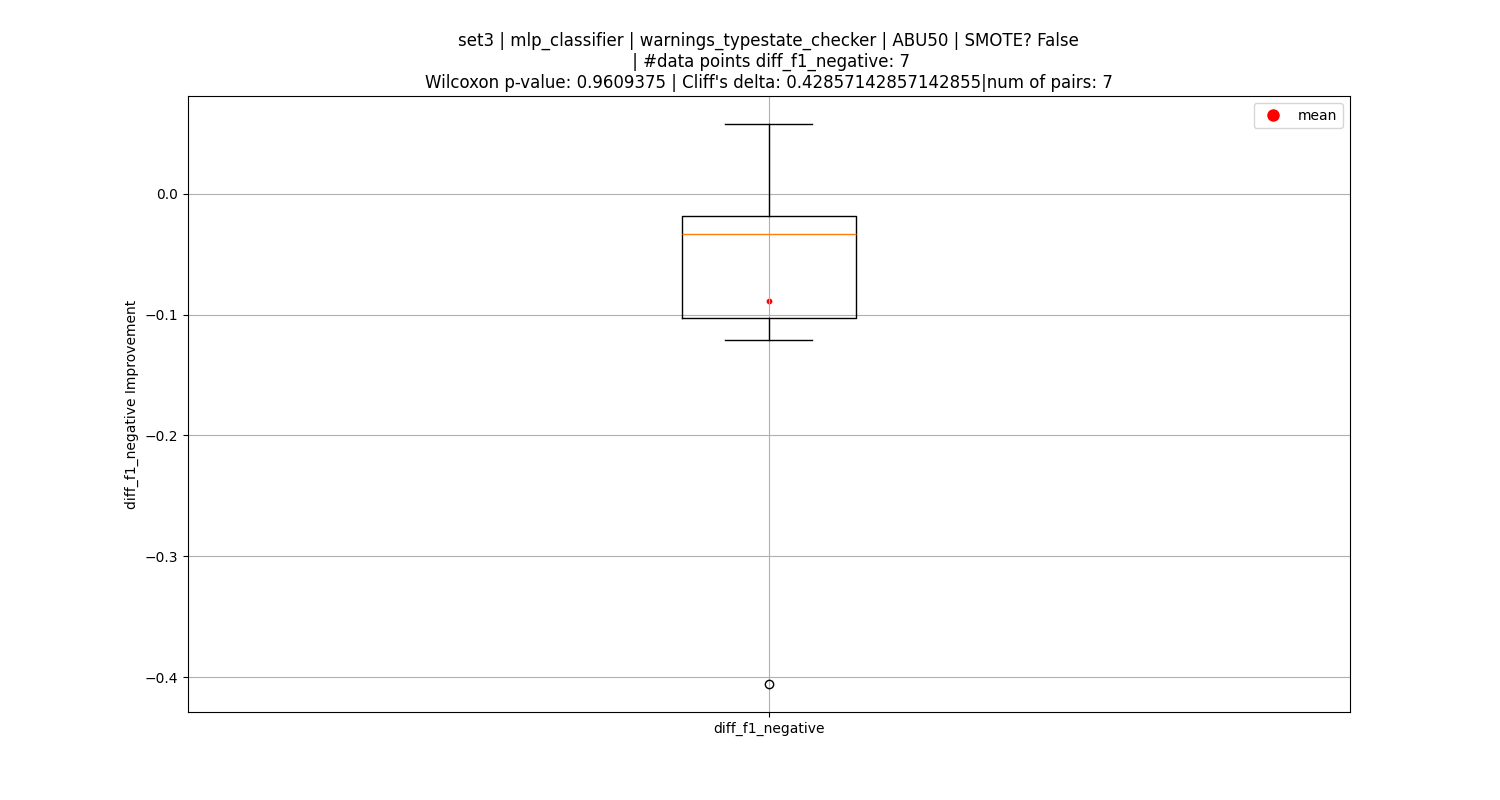 set3 | mlp_classifier | warnings_typestate_checker | ABU50 | SMOTE? False
| #data points diff_f1_negative: 7
Wilcoxon p-value: 0.9609375 | Cliff's delta: 0.42857142857142855|num of pairs: 7
mean
0.0
−0.1
−0.2
−0.3
−0.4
diff_f1_negative Improvement
diff_f1_negative